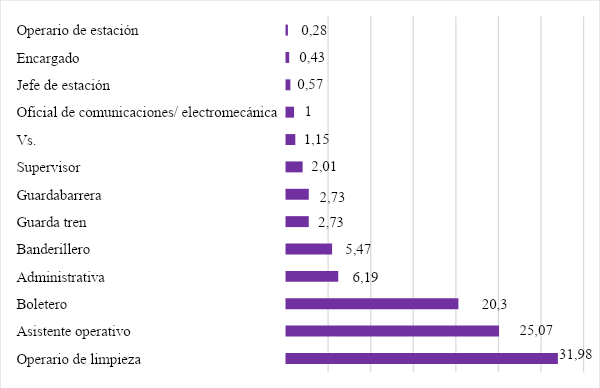 Operario de estación 0,28
Encargado 0,43
Jefe de estación 0,57
Oficial de comunicaciones/ electromecánica 1
Vs. 1,15
Supervisor 2,01
Guardabarrera 2,73
Guarda tren 2,73
Banderillero 5,47
Administrativa 6,19
Boletero 20,3
Asistente operativo 25,07
Operario de limpieza 31,98